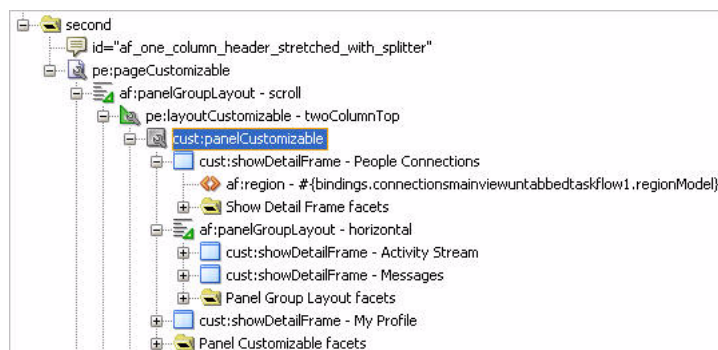 second
id="af_one_column_header_stretched_with_splitter"
pe:pageCustomizable
af:panelGroupLayout - scroll
pe:layoutCustomizable - twoColumnTop
cust:panelCustomizable
cust:showDetailFrame - People Connections
af:region - #{bindings.connectionsmainviewuntabbedtaskflow1.regionModel}
Show Detail Frame facets
af:panelGroupLayout - horizontal
cust:showDetailFrame - Activity Stream
cust:showDetailFrame - Messages
Panel Group Layout facets
cust:showDetailFrame - My Profile
Panel Customizable facets